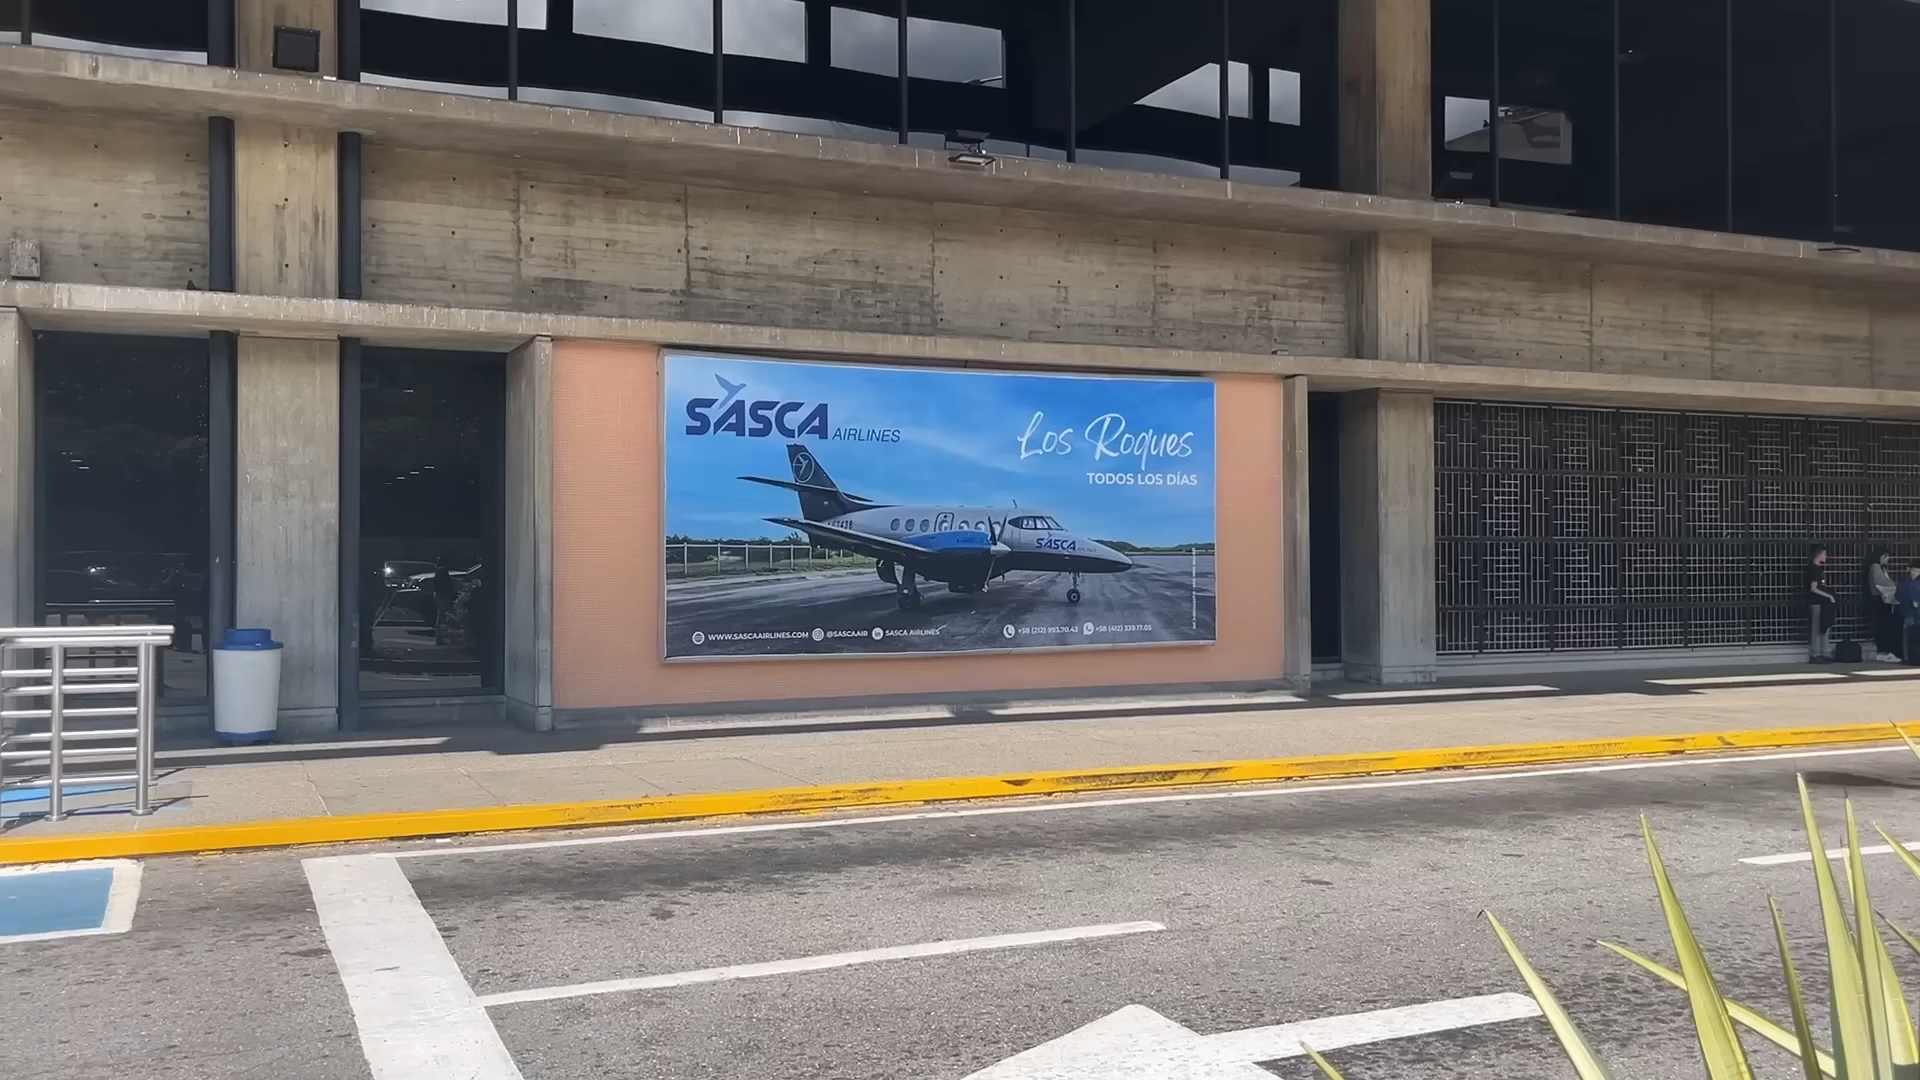 SASCA AIRLINES
Los Roques
TODOS LOS DÍAS
SASCA
WWW.SASCAAIRLINES.COM @SASCAAIR SASCA AIRLINES
+58 (212) 993.70.42 +58 (412) 339.17.05